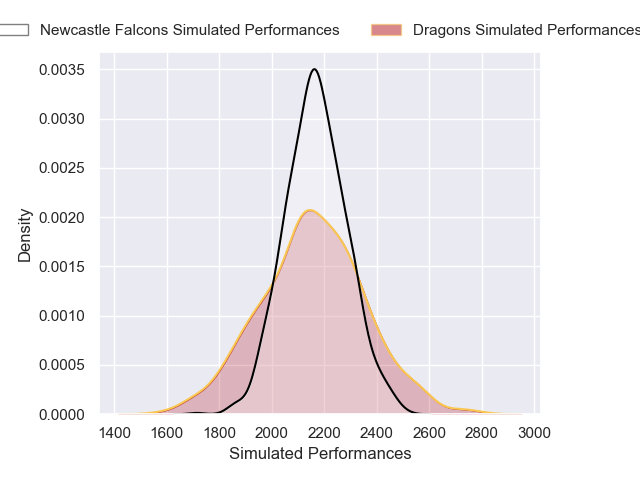 Newcastle Falcons Simulated Performances
Dragons Simulated Performances
0.0035
0.0030
0.0025
0.0020
0.0015
0.0010
0.0005
0.0000
Density
1400 1600 1800 2000 2200 2400 2600 2800 3000
Simulated Performances